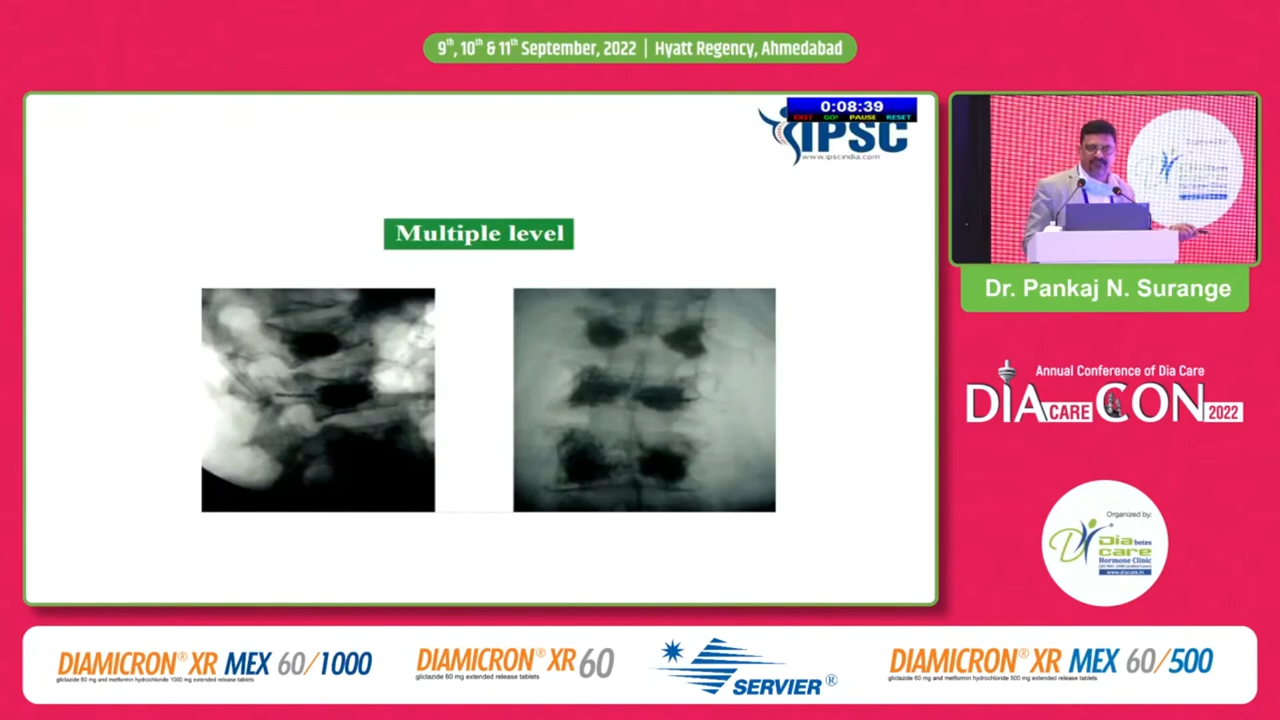 9th, 10th & 11th September, 2022 | Hyatt Regency, Ahmedabad
0:08:39
EXIT GO! PAUSE RESET
IPSC
www.ipscindia.com
Multiple level
Dr. Pankaj N. Surange
Annual Conference of Dia Care
DIA CARE CON 2022
Organized by:
Diabetes
care
Hormone Clinic
www.diacare.in
DIAMICRON® XR MEX 60/1000
gliclazide 60 mg and metformin hydrochloride 1000 mg extended release tablets
DIAMICRON® XR 60
gliclazide 60 mg extended release tablets
SERVIER®
DIAMICRON® XR MEX 60/500
gliclazide 60 mg and metformin hydrochloride 500 mg extended release tablets